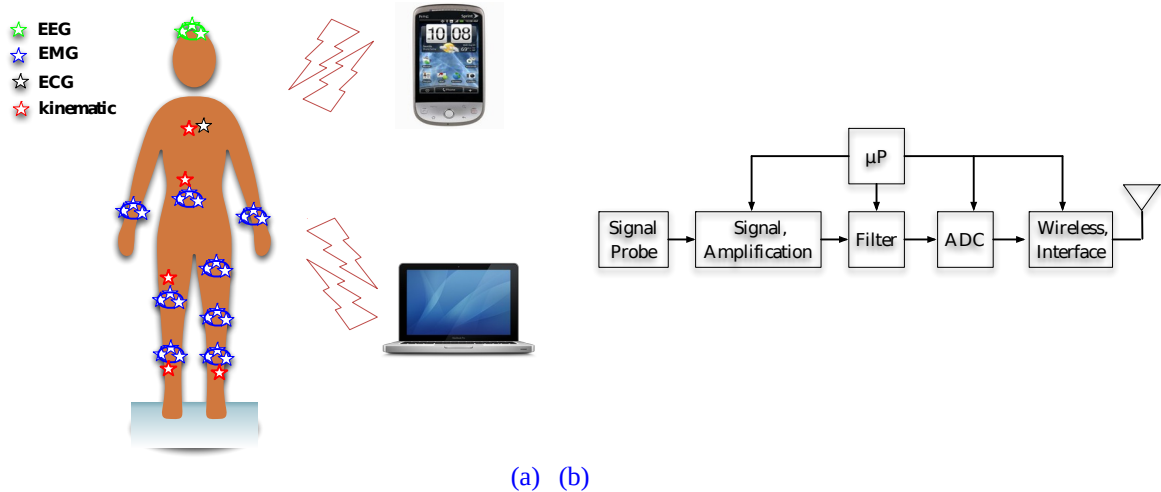 EEG
EMG
ECG
kinematic
10 08
µP
Signal
Probe
Signal,
Amplification
Filter
ADC
Wireless,
Interface
(a) (b)